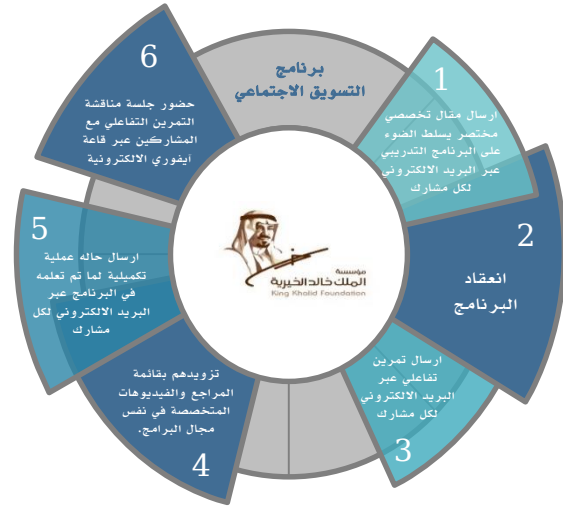 برنامج
التسويق الاجتماعي
1
ارسال مقال تخصصي
مختصر يسلط الضوء
على البرنامج التدريبي
عبر البريد الالكتروني
لكل مشارك
2
انعقاد
البرنامج
ارسال تمرين
تفاعلي عبر
البريد الالكتروني
لكل مشارك
3
تزويدهم بقائمة
المراجع والفيديوهات
المتخصصة في نفس
مجال البرامج.
4
5
ارسال حاله عملية
تكميلية لما تم تعلمه
في البرنامج عبر
البريد الالكتروني لكل
مشارك
6
حضور جلسة مناقشة
التمرين التفاعلي مع
المشاركين عبر قاعة
ايفوري الالكترونية
مؤسسة
الملك خالد الخيرية
King Khalid Foundation